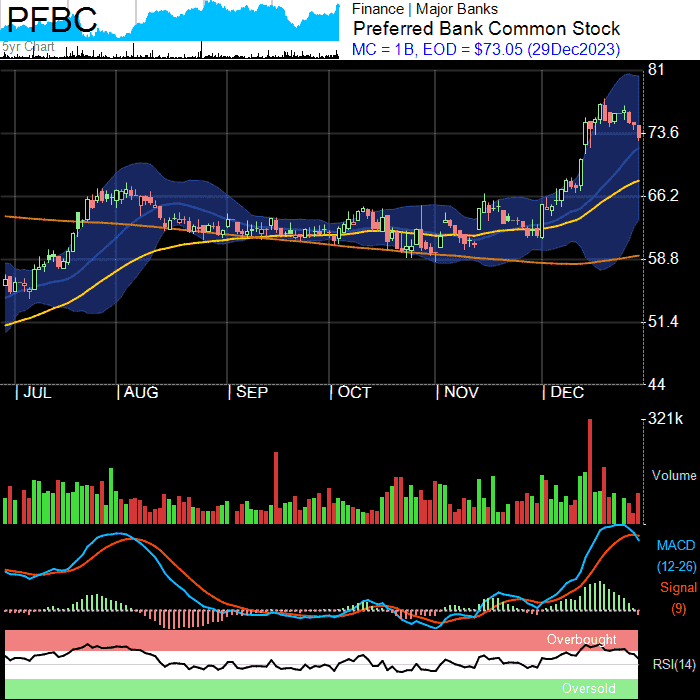 PFBC
5yr Chart
Finance | Major Banks
Preferred Bank Common Stock
MC = 1B, EOD = $73.05 (29Dec2023)
81
73.6
66.2
58.8
51.4
44
| JUL | AUG | SEP | OCT | NOV | DEC
321k
Volume
MACD
(12-26)
Signal
(9)
Overbought
RSI(14)
Oversold